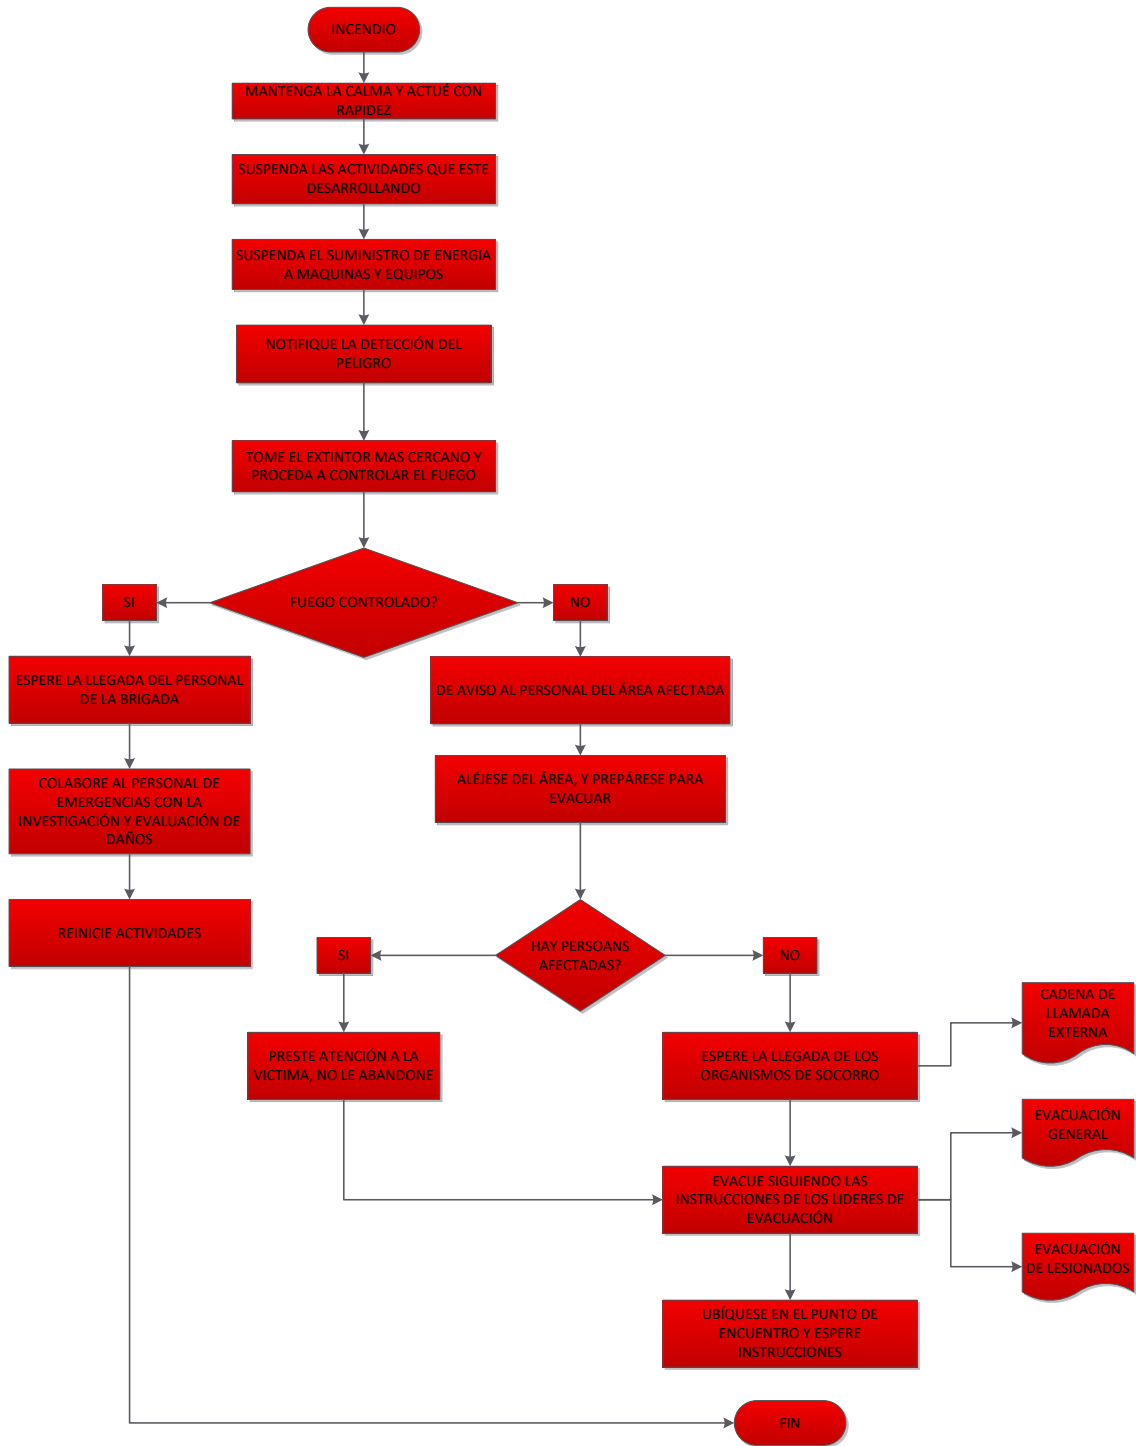 INCENDIO
MANTENGA LA CALMA Y ACTUÉ CON
RAPIDEZ
SUSPENDA LAS ACTIVIDADES QUE ESTE
DESARROLLANDO
SUSPENDA EL SUMINISTRO DE ENERGIA
A MAQUINAS Y EQUIPOS
NOTIFIQUE LA DETECCIÓN DEL
PELIGRO
TOME EL EXTINTOR MAS CERCANO Y
PROCEDA A CONTROLAR EL FUEGO
FUEGO CONTROLADO?
SI
NO
ESPERE LA LLEGADA DEL PERSONAL
DE LA BRIGADA
COLABORE AL PERSONAL DE
EMERGENCIAS CON LA
INVESTIGACIÓN Y EVALUACIÓN DE
DAÑOS
REINICIE ACTIVIDADES
DE AVISO AL PERSONAL DEL ÁREA AFECTADA
ALÉJESE DEL ÁREA, Y PREPÁRESE PARA
EVACUAR
HAY PERSOANS
AFECTADAS?
SI
NO
PRESTE ATENCIÓN A LA
VICTIMA, NO LE ABANDONE
ESPERE LA LLEGADA DE LOS
ORGANISMOS DE SOCORRO
CADENA DE
LLAMADA
EXTERNA
EVACUE SIGUIENDO LAS
INSTRUCCIONES DE LOS LIDERES DE
EVACUACIÓN
EVACUACIÓN
GENERAL
EVACUACIÓN
DE LESIONADOS
UBÍQUESE EN EL PUNTO DE
ENCUENTRO Y ESPERE
INSTRUCCIONES
FIN